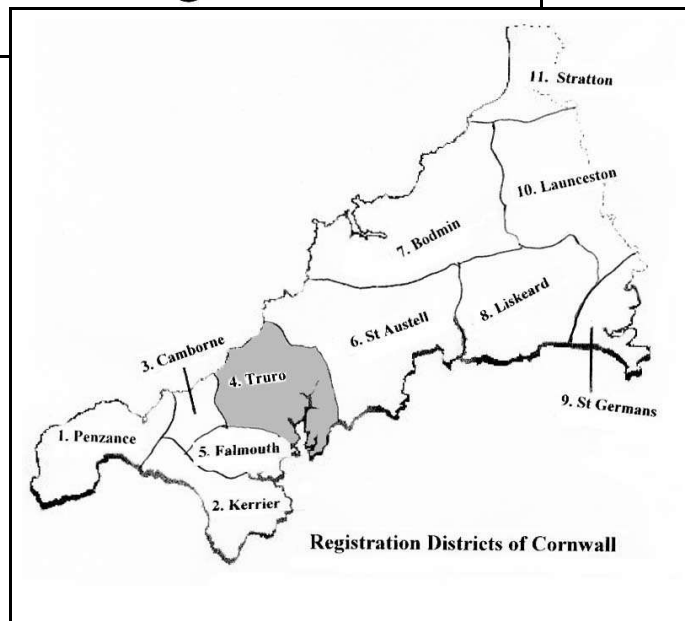 11. Stratton
10. Launceston
7. Bodmin
8. Liskeard
6. St Austell
3. Camborne
4. Truro
9. St Germans
1. Penzance
5. Falmouth
2. Kerrier
Registration Districts of Cornwall